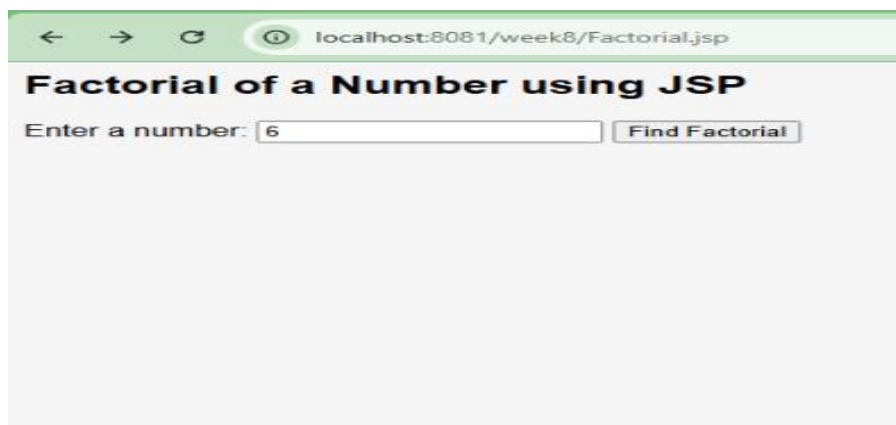 localhost:8081/week8/Factorial.jsp
Factorial of a Number using JSP
Enter a number: 6 Find Factorial